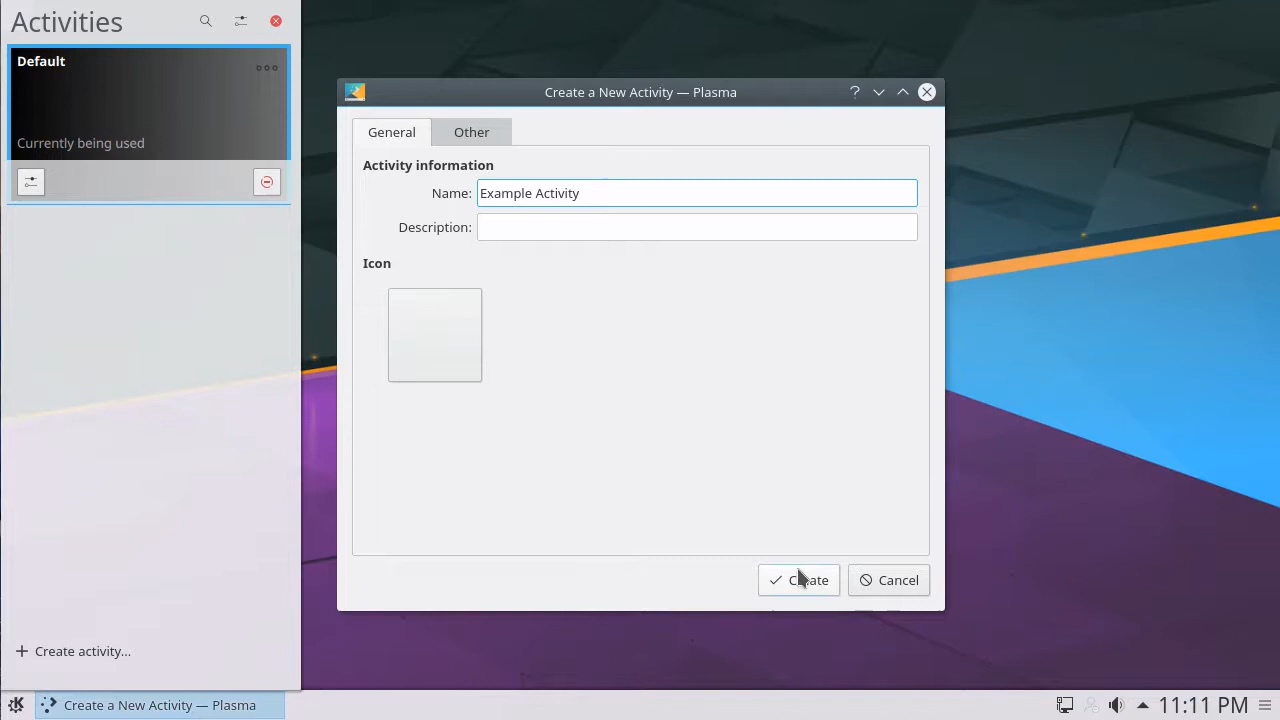 Activities
Default
Currently being used
Create activity...
Create a New Activity — Plasma
General
Other
Activity information
Name: Example Activity
Description:
Icon
Create
Cancel
Create a New Activity — Plasma
11:11 PM